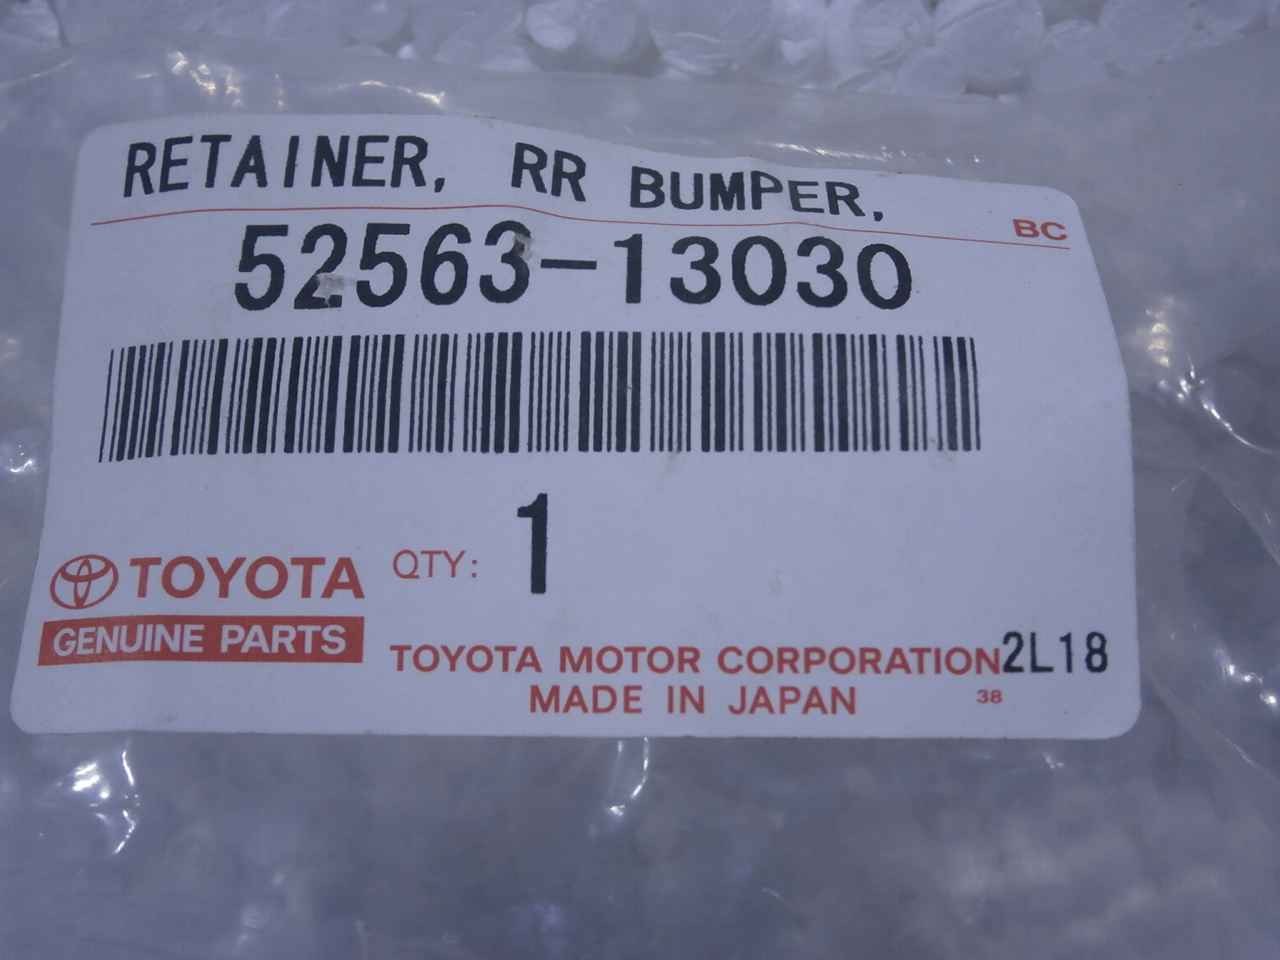 RETAINER, RR BUMPER,
BC
52563-13030
QTY: 1
TOYOTA
GENUINE PARTS
TOYOTA MOTOR CORPORATION 2L18
MADE IN JAPAN 38